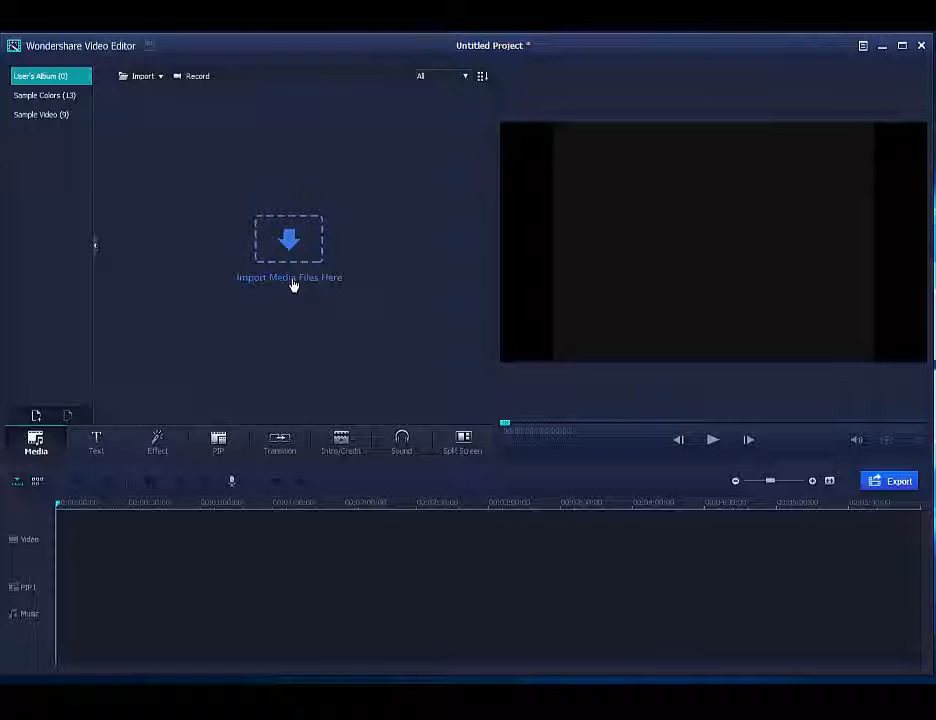 Wondershare Video Editor
Untitled Project *
User's Album (0)
Import
Record
All
Sample Colors (13)
Sample Video (9)
Import Media Files Here
Media
Text
Effect
PIP
Transition
Intro/Credit
Sound
Split Screen
Export
Video
PIP1
Music